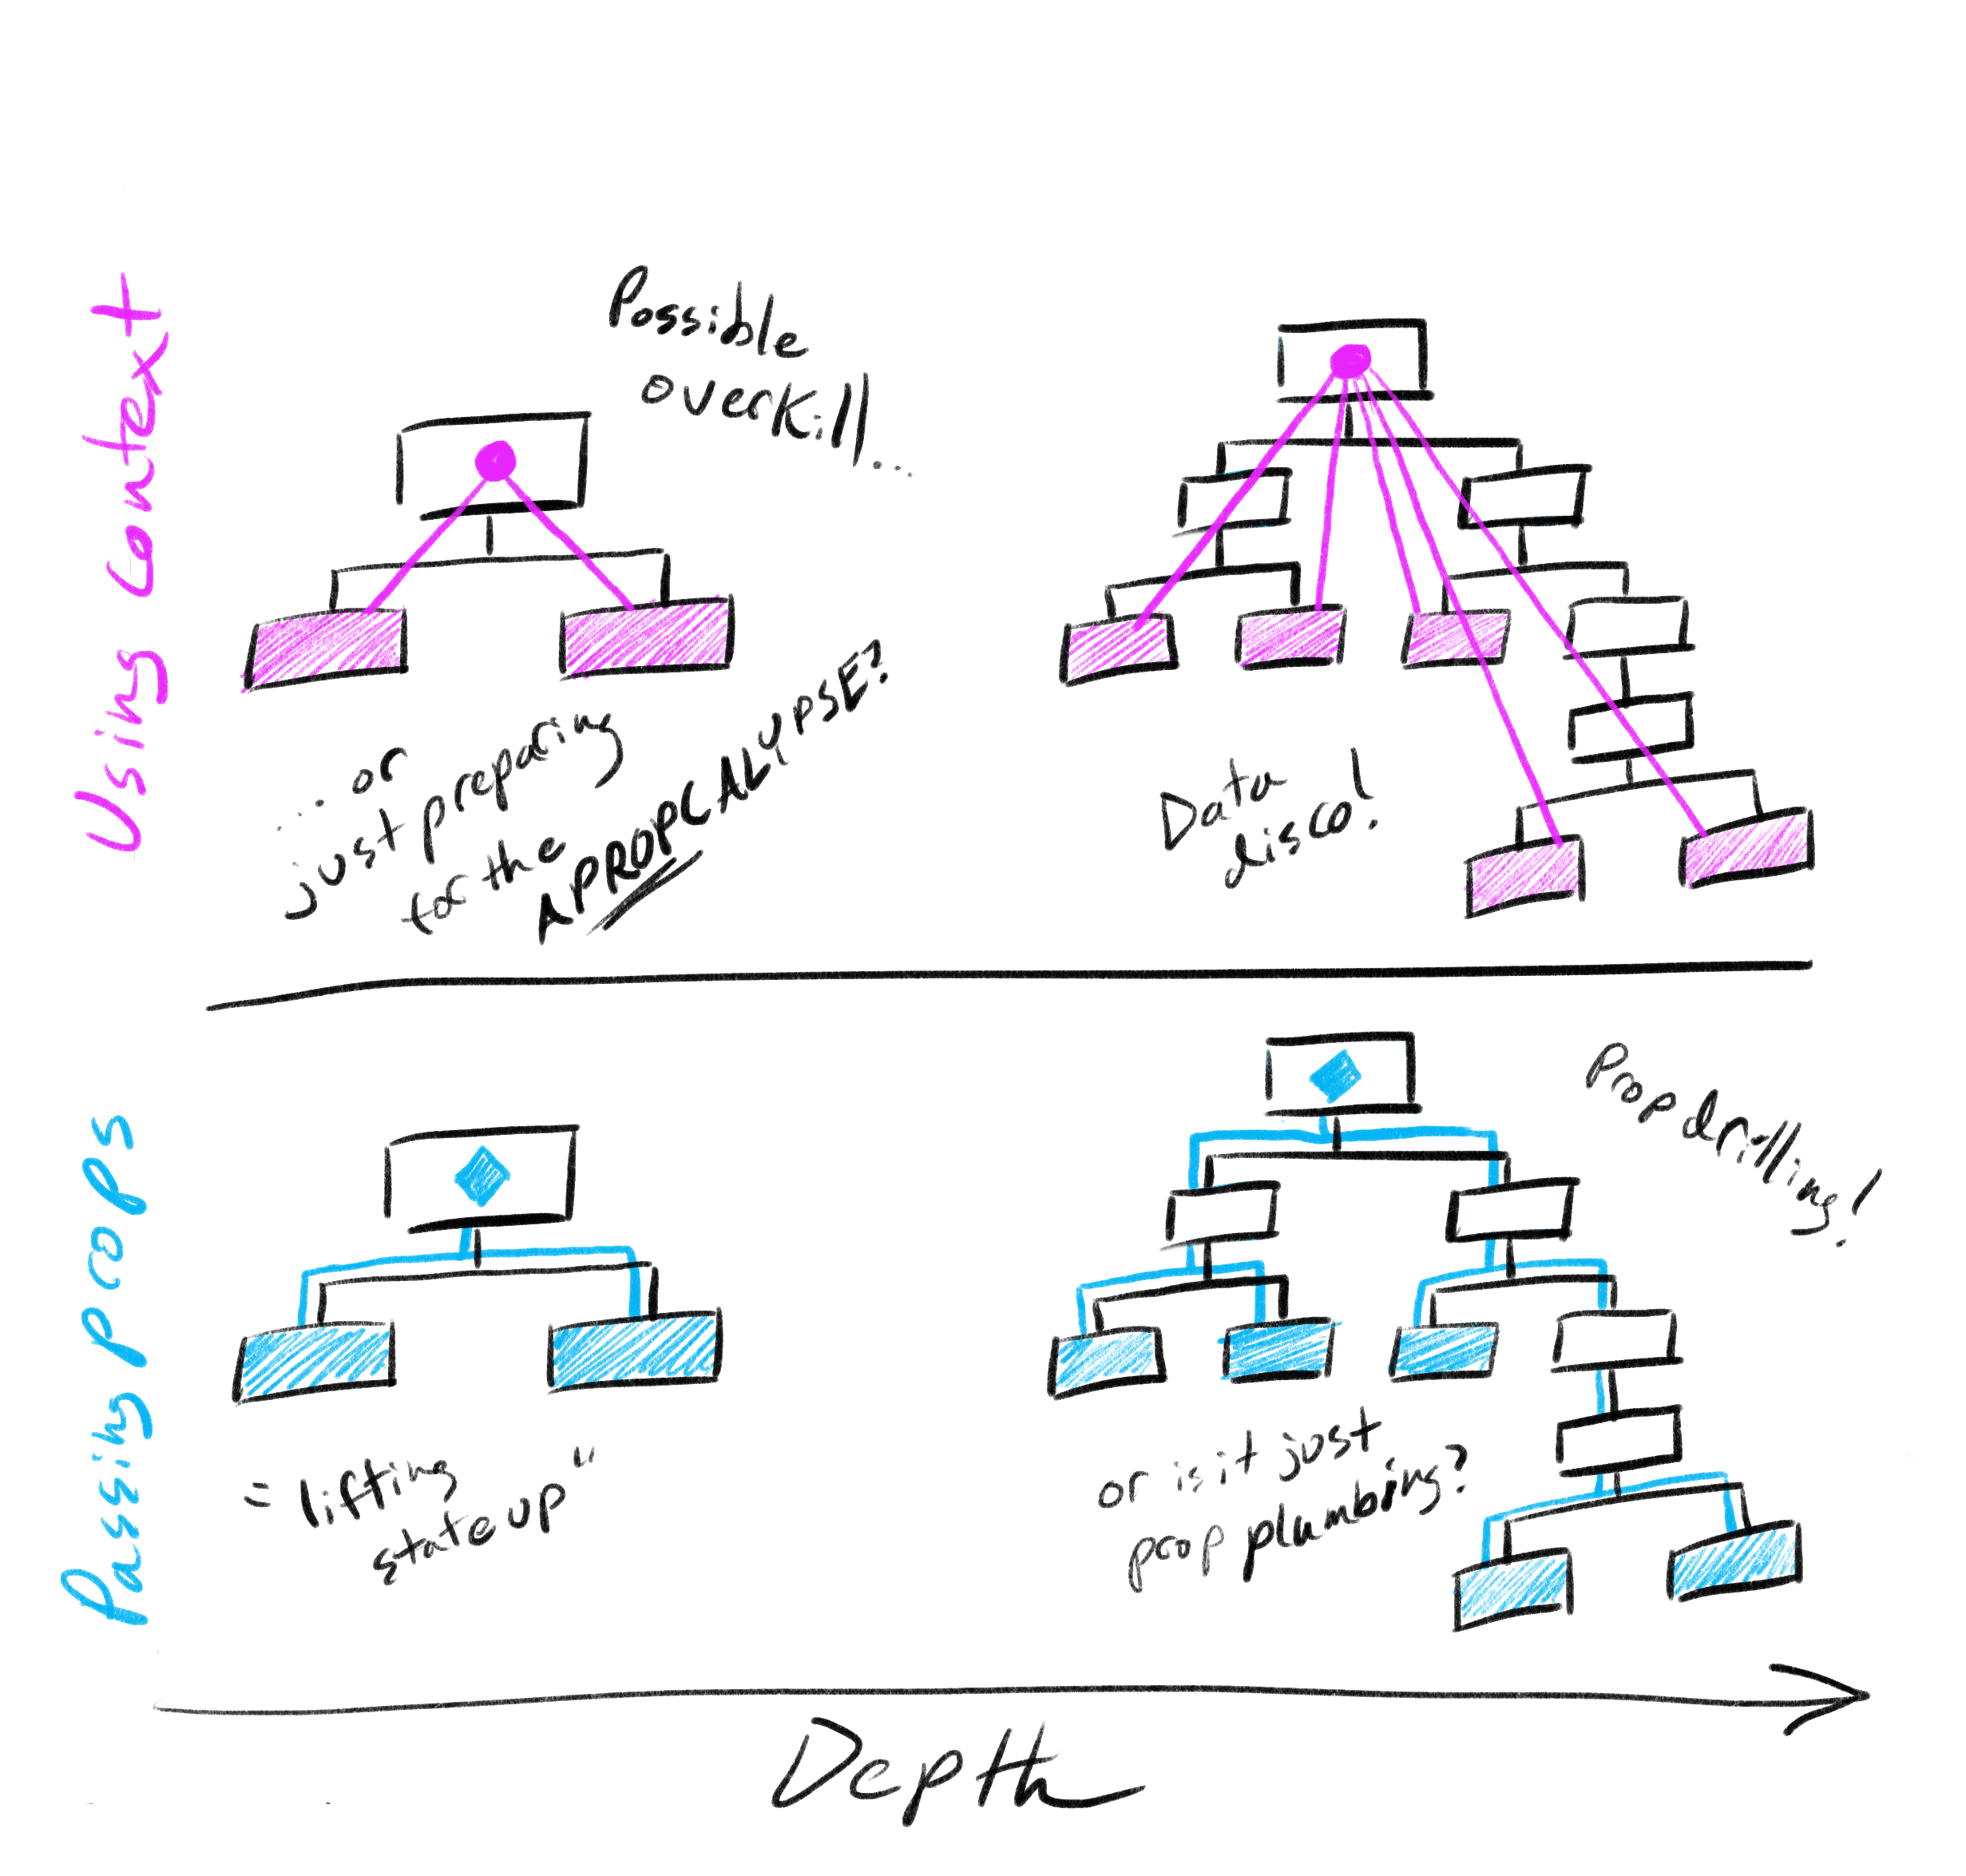 Using context
Possible
overkill...
... or
just preparing
for the
APROPCALYPSE?
Data
disco!
Passing props
= lifting
state up"
Prop drilling!
or is it just
prop plumbing?
Depth